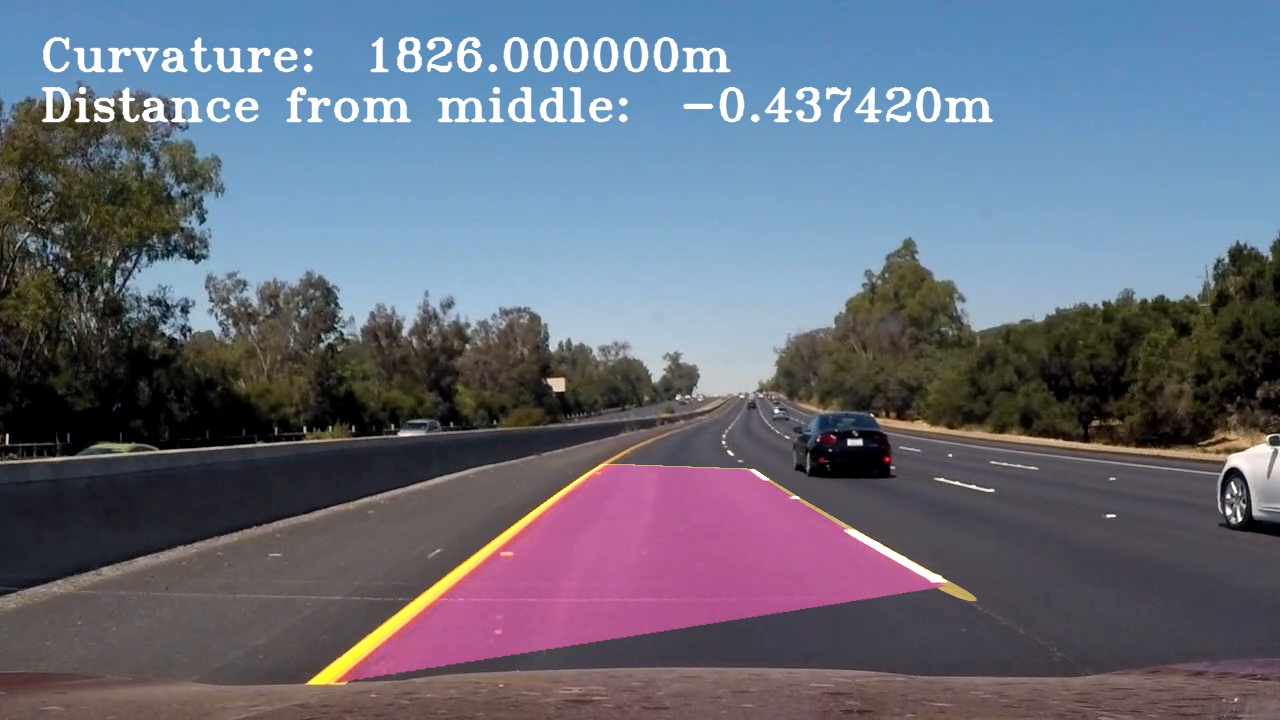 Curvature: 1826.000000m
Distance from middle: −0.437420m